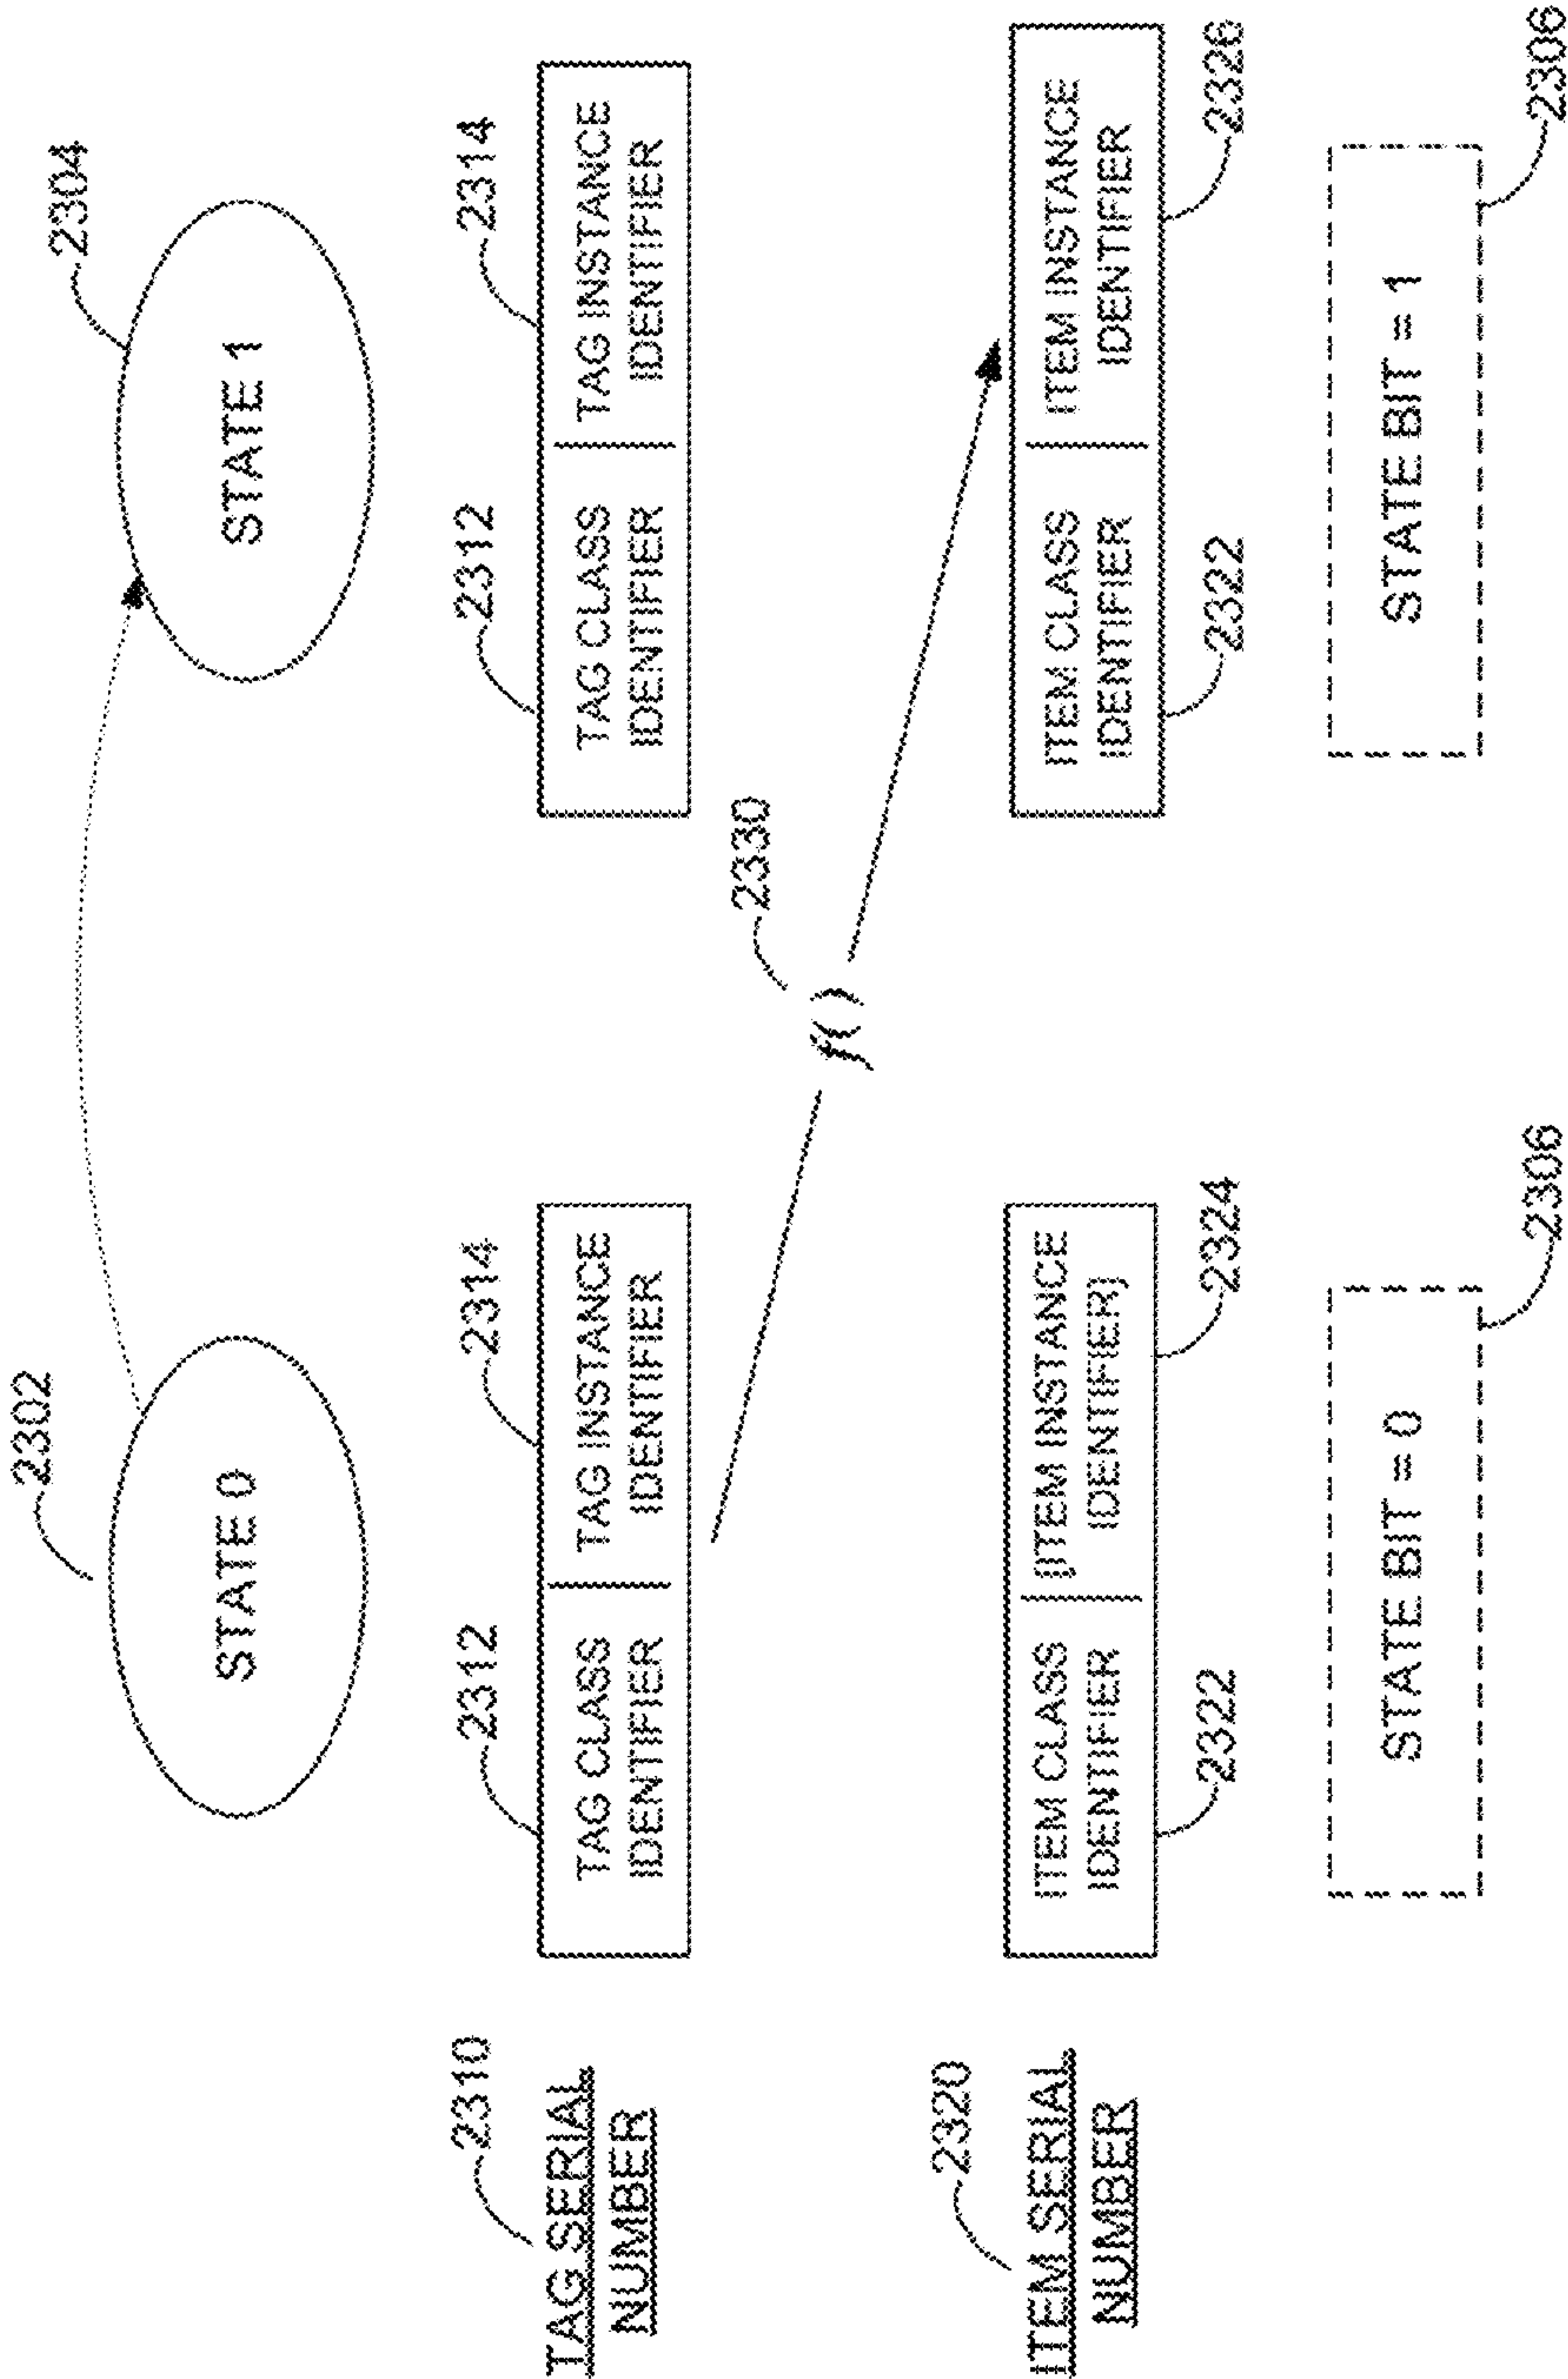 2302
2304
STATE 0
STATE 1
2310
2312
2314
2312
2314
TAG SERIAL
NUMBER
TAG CLASS
IDENTIFIER
TAG INSTANCE
IDENTIFIER
TAG CLASS
IDENTIFIER
TAG INSTANCE
IDENTIFIER
2330
f( )
2320
ITEM SERIAL
NUMBER
ITEM CLASS
IDENTIFIER
[ITEM INSTANCE
IDENTIFIER]
ITEM CLASS
IDENTIFIER
ITEM INSTANCE
IDENTIFIER
2322
2324
2322
2326
STATE BIT = 0
STATE BIT = 1
2306
2306